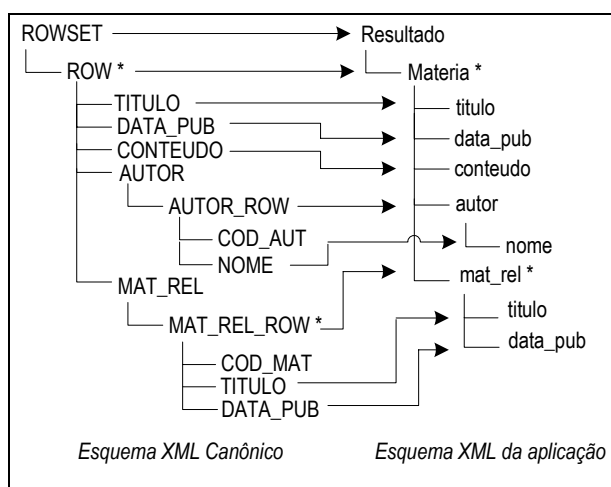 ROWSET Resultado
ROW * Materia *
TITULO titulo
DATA_PUB data_pub
CONTEUDO conteudo
AUTOR
AUTOR_ROW autor
COD_AUT
NOME nome
MAT_REL mat_rel *
MAT_REL_ROW * titulo
COD_MAT data_pub
TITULO
DATA_PUB
Esquema XML Canônico Esquema XML da aplicação